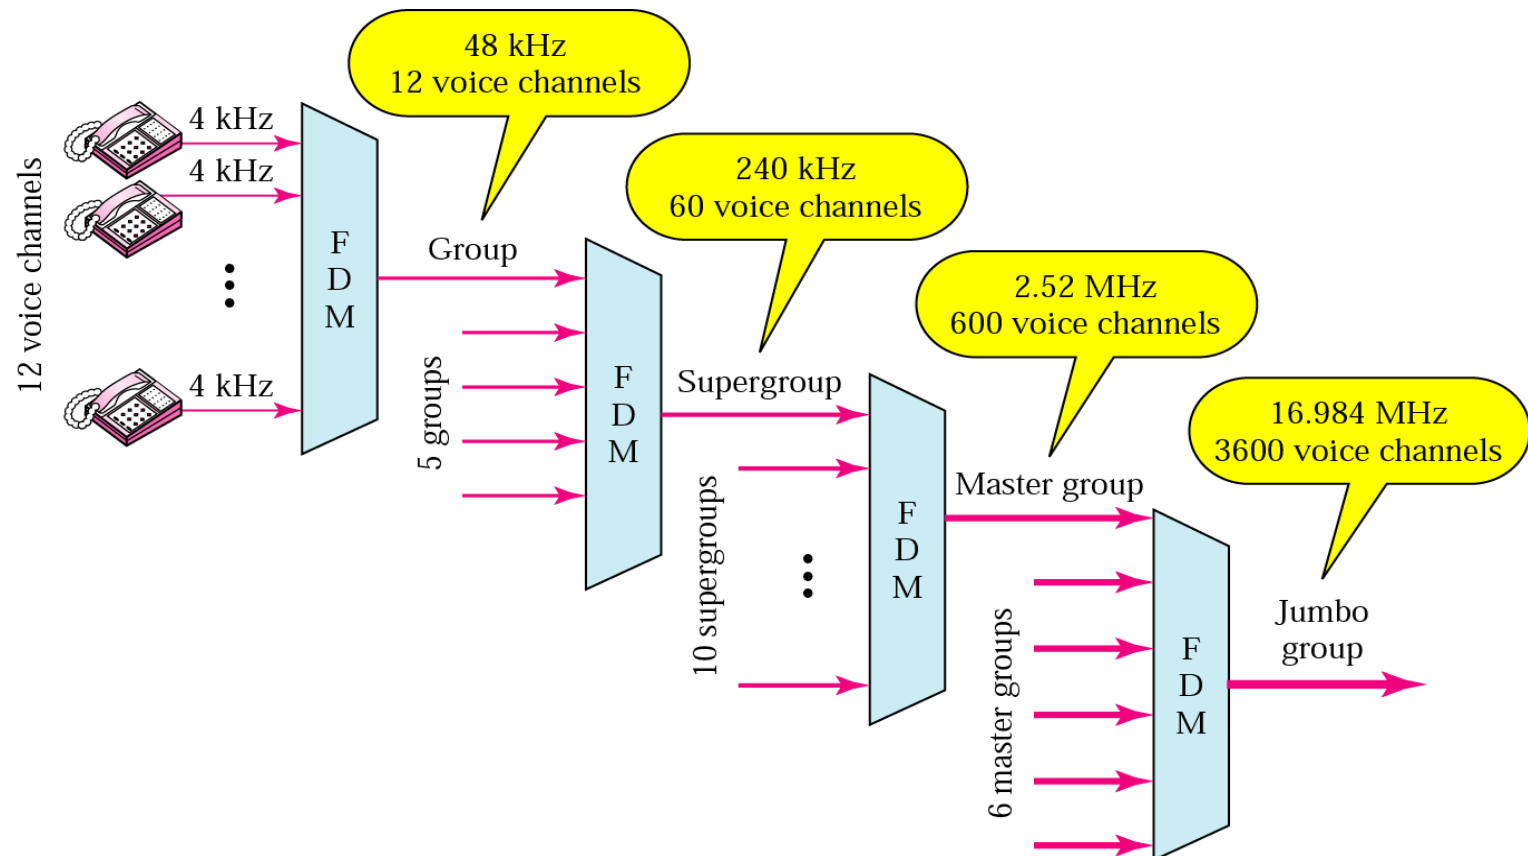 48 kHz
12 voice channels
4 kHz
4 kHz
4 kHz
12 voice channels
F
D
M
Group
240 kHz
60 voice channels
5 groups
F
D
M
Supergroup
2.52 MHz
600 voice channels
10 supergroups
F
D
M
Master group
16.984 MHz
3600 voice channels
6 master groups
F
D
M
Jumbo
group